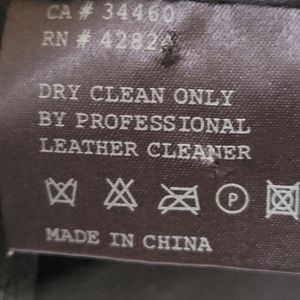 CA # 34460
RN # 42824
DRY CLEAN ONLY
BY PROFESSIONAL
LEATHER CLEANER
P
MADE IN CHINA